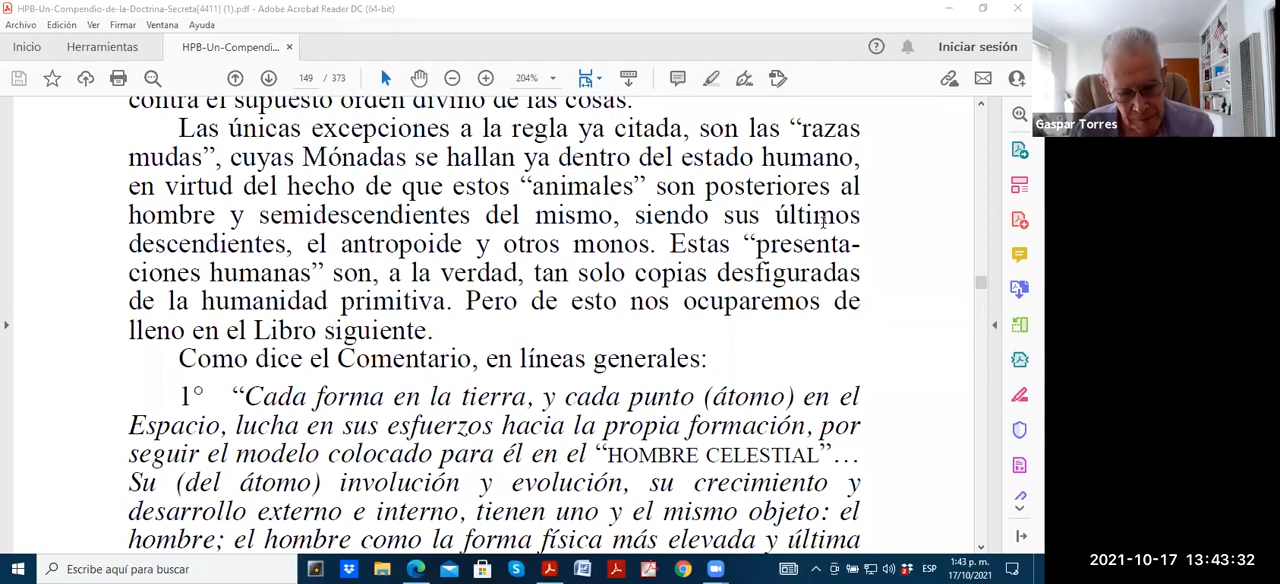 HPB-Un-Compendio-de-la-Doctrina-Secreta[4411] (1).pdf - Adobe Acrobat Reader DC (64-bit)
Archivo Edición Ver Firmar Ventana Ayuda
Inicio Herramientas HPB-Un-Compendi... × Iniciar sesión
149 / 373 204%
contra el supuesto orden divino de las cosas.
Las únicas excepciones a la regla ya citada, son las “razas
mudas”, cuyas Mónadas se hallan ya dentro del estado humano,
en virtud del hecho de que estos “animales” son posteriores al
hombre y semidescendientes del mismo, siendo sus últimos
descendientes, el antropoide y otros monos. Estas “presenta-
ciones humanas” son, a la verdad, tan solo copias desfiguradas
de la humanidad primitiva. Pero de esto nos ocuparemos de
lleno en el Libro siguiente.
Como dice el Comentario, en líneas generales:
1° “Cada forma en la tierra, y cada punto (átomo) en el
Espacio, lucha en sus esfuerzos hacia la propia formación, por
seguir el modelo colocado para él en el “HOMBRE CELESTIAL”...
Su (del átomo) involución y evolución, su crecimiento y
desarrollo externo e interno, tienen uno y el mismo objeto: el
hombre; el hombre como la forma física más elevada y última
Gaspar Torres
Escribe aquí para buscar
ESP
1:43 p. m.
17/10/2021
2021-10-17 13:43:32